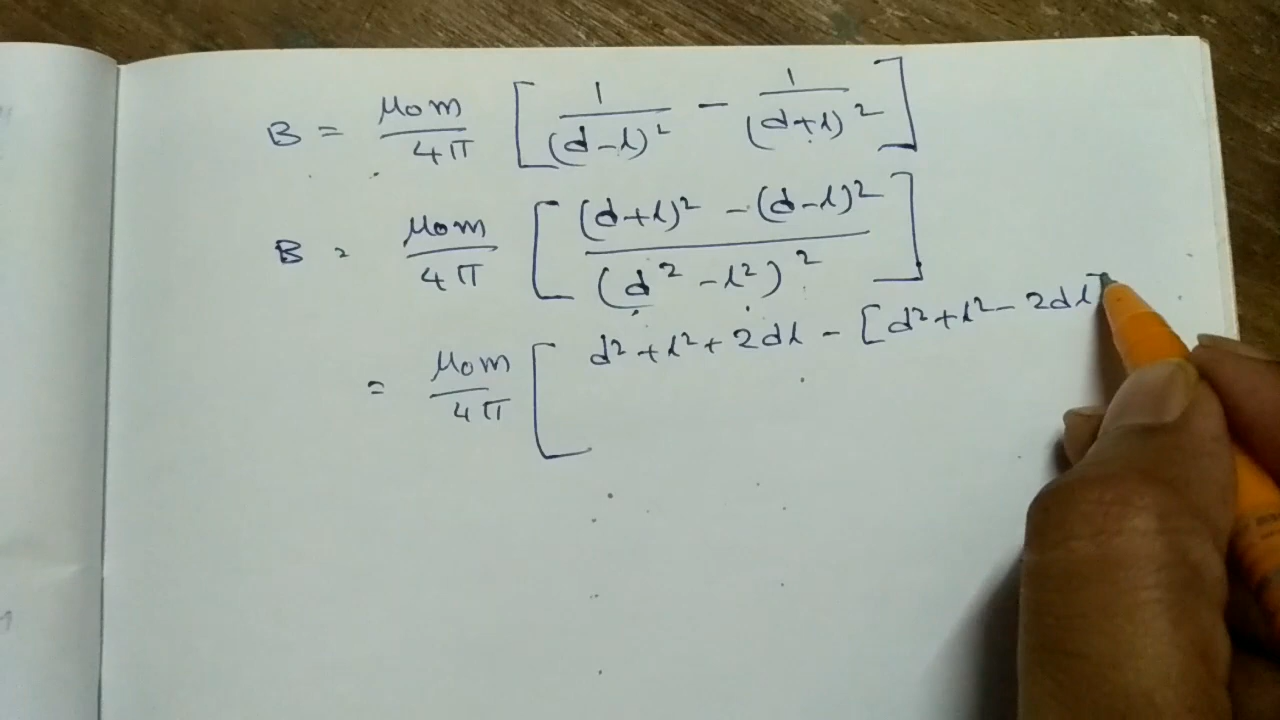 B = μ₀m/4π [ 1/(d-l)² - 1/(d+l)² ]
B = μ₀m/4π [ (d+l)² - (d-l)² / (d² - l²)² ]
= μ₀m/4π [ d² + l² + 2dl - [d² + l² - 2dl]